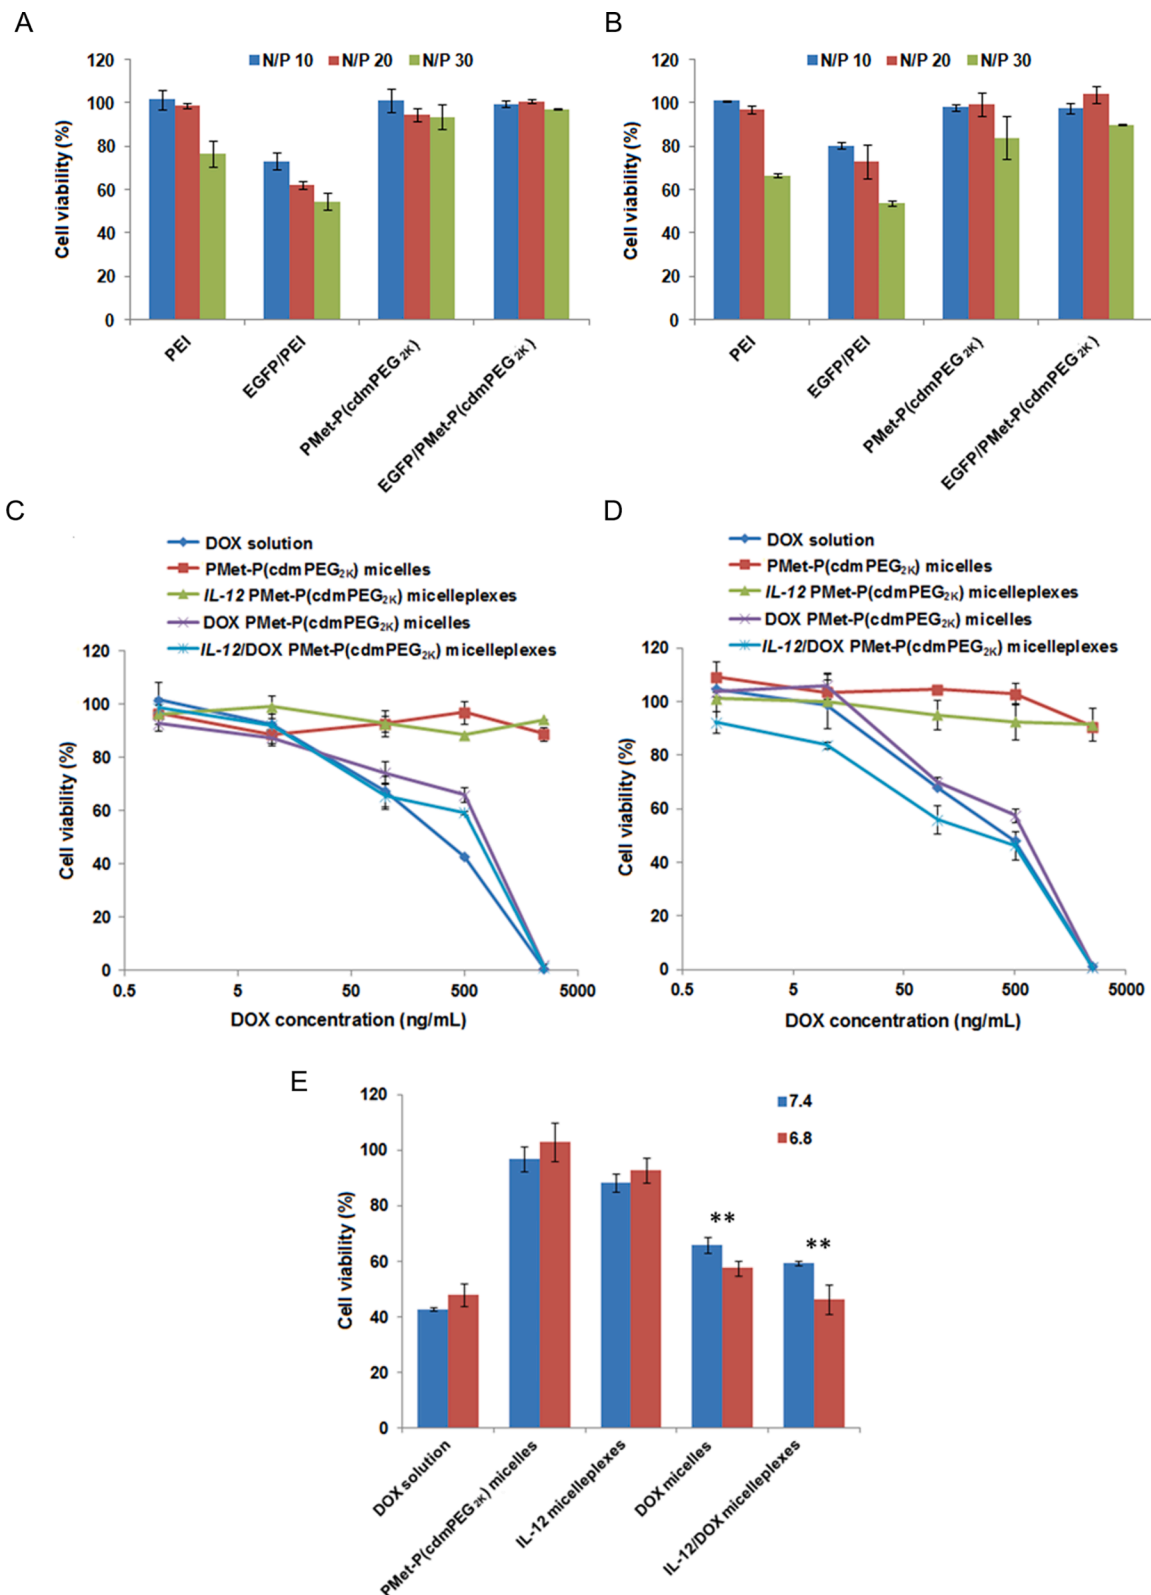 A
N/P 10 N/P 20 N/P 30
Cell viability (%)
120
100
80
60
40
20
0
PEI
EGFP/PEI
PMet-P(cdmPEG2K)
EGFP/PMet-P(cdmPEG2K)
B
N/P 10 N/P 20 N/P 30
Cell viability (%)
120
100
80
60
40
20
0
PEI
EGFP/PEI
PMet-P(cdmPEG2K)
EGFP/PMet-P(cdmPEG2K)
C
DOX solution
PMet-P(cdmPEG2K) micelles
IL-12 PMet-P(cdmPEG2K) micelleplexes
DOX PMet-P(cdmPEG2K) micelles
IL-12/DOX PMet-P(cdmPEG2K) micelleplexes
Cell viability (%)
120
100
80
60
40
20
0
0.5 5 50 500 5000
DOX concentration (ng/mL)
D
DOX solution
PMet-P(cdmPEG2K) micelles
IL-12 PMet-P(cdmPEG2K) micelleplexes
DOX PMet-P(cdmPEG2K) micelles
IL-12/DOX PMet-P(cdmPEG2K) micelleplexes
Cell viability (%)
120
100
80
60
40
20
0
0.5 5 50 500 5000
DOX concentration (ng/mL)
E
7.4
6.8
Cell viability (%)
120
100
80
60
40
20
0
**
**
DOX solution
PMet-P(cdmPEG2K) micelles
IL-12 micelleplexes
DOX micelles
IL-12/DOX micelleplexes